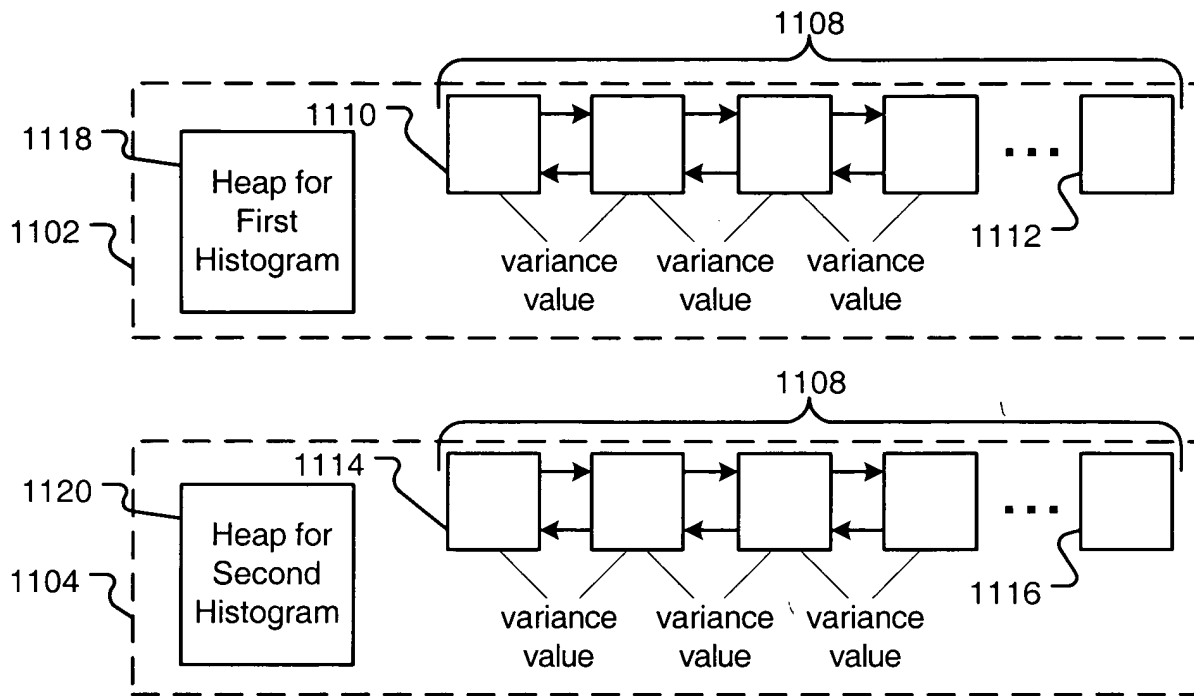 1108
1110
1118
Heap for
First
Histogram
1102
1112
variance
value
variance
value
variance
value
1108
1114
1120
Heap for
Second
Histogram
1104
1116
variance
value
variance
value
variance
value